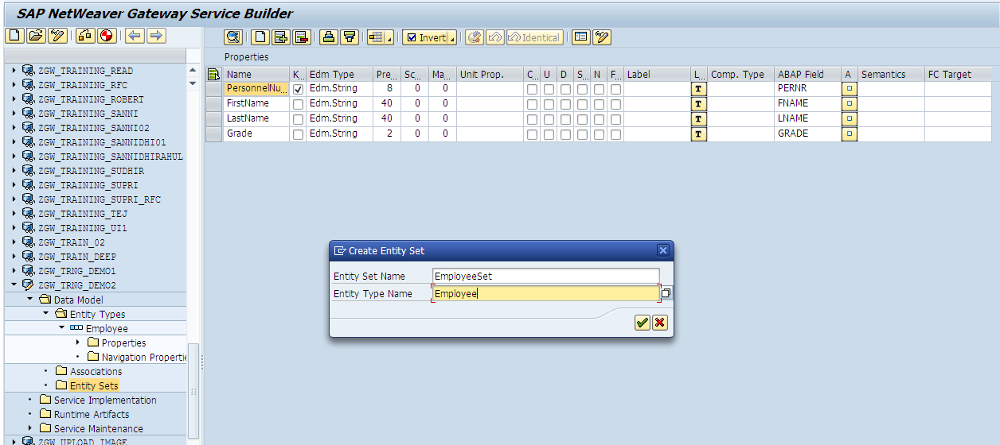 SAP NetWeaver Gateway Service Builder
Invert
Identical
ZGW_TRAINING_READ
ZGW_TRAINING_RFC
ZGW_TRAINING_ROBERT
ZGW_TRAINING_SANNI
ZGW_TRAINING_SANNI02
ZGW_TRAINING_SANNIDHI01
ZGW_TRAINING_SANNIDHIRAHUL
ZGW_TRAINING_SUDHIR
ZGW_TRAINING_SUPRI
ZGW_TRAINING_SUPRI_RFC
ZGW_TRAINING_TEJ
ZGW_TRAINING_UI1
ZGW_TRAIN_02
ZGW_TRAIN_DEEP
ZGW_TRNG_DEMO1
ZGW_TRNG_DEMO2
Data Model
Entity Types
Employee
Properties
Navigation Propertie
Associations
Entity Sets
Service Implementation
Runtime Artifacts
Service Maintenance
ZGW_UPLOAD_IMAGE
Properties
Name K.. Edm Type Pre... Sc... Ma... Unit Prop. C.. U D S.. N F.. Label L.. Comp. Type ABAP Field A Semantics FC Target
PersonnelNu... Edm.String 8 0 0 T PERNR
FirstName Edm.String 40 0 0 T FNAME
LastName Edm.String 40 0 0 T LNAME
Grade Edm.String 2 0 0 T GRADE
Create Entity Set
Entity Set Name EmployeeSet
Entity Type Name Employee